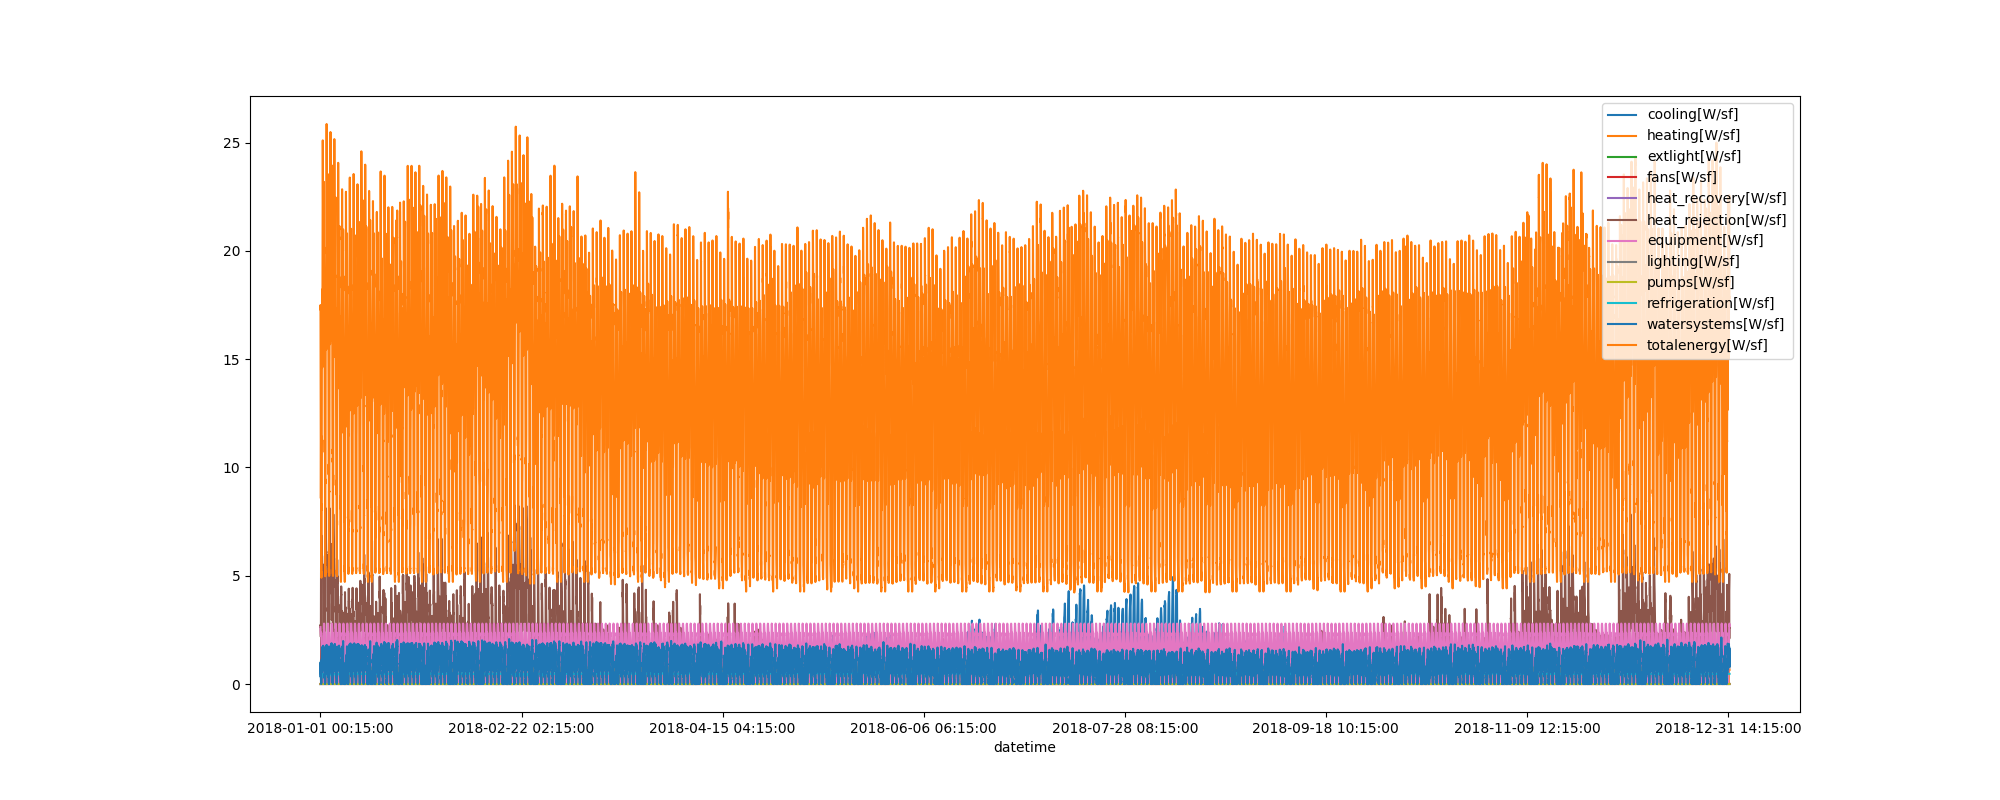 25
20
15
10
5
0
cooling[W/sf]
heating[W/sf]
extlight[W/sf]
fans[W/sf]
heat_recovery[W/sf]
heat_rejection[W/sf]
equipment[W/sf]
lighting[W/sf]
pumps[W/sf]
refrigeration[W/sf]
watersystems[W/sf]
totalenergy[W/sf]
2018-01-01 00:15:00
2018-02-22 02:15:00
2018-04-15 04:15:00
2018-06-06 06:15:00
2018-07-28 08:15:00
2018-09-18 10:15:00
2018-11-09 12:15:00
2018-12-31 14:15:00
datetime